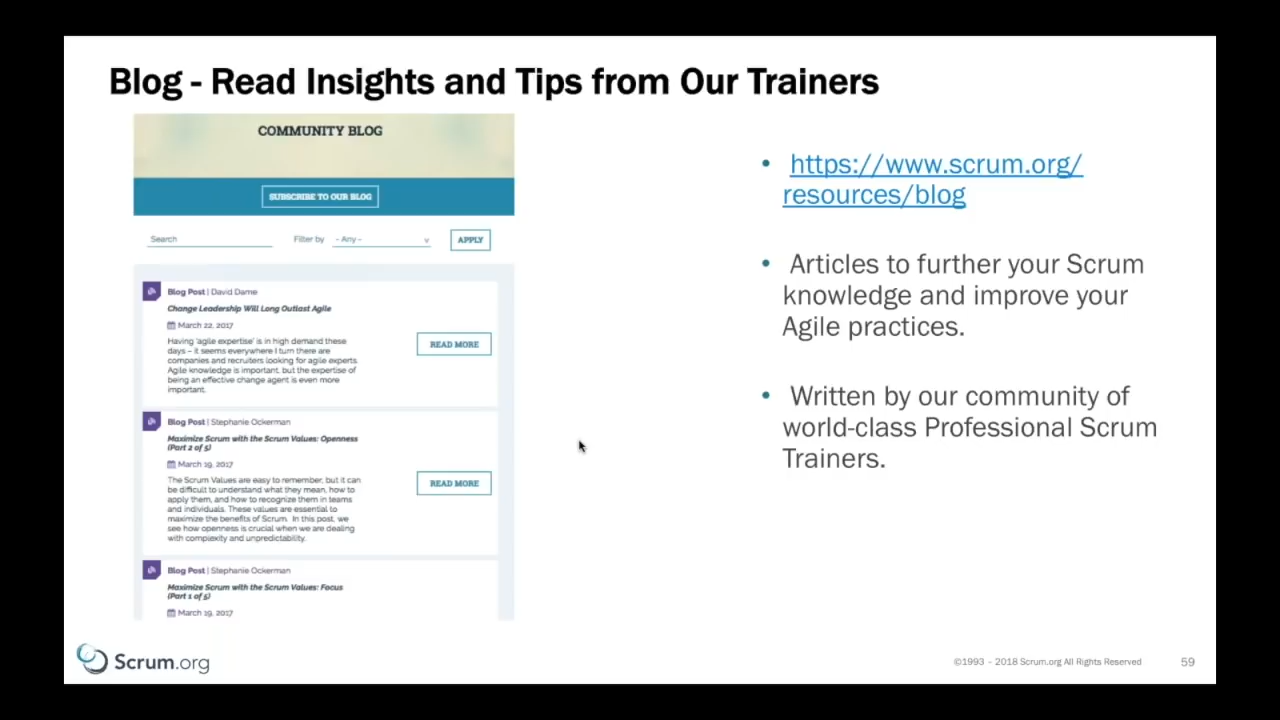 Blog - Read Insights and Tips from Our Trainers
COMMUNITY BLOG
SUBSCRIBE TO OUR BLOG
Search
Filter by
- Any -
APPLY
Blog Post | David Dame
Change Leadership Will Long Outlast Agile
March 22, 2017
Having 'agile expertise' is in high demand these
days – it seems everywhere I turn there are
companies and recruiters looking for agile experts.
Agile knowledge is important, but the expertise of
being an effective change agent is even more
important.
READ MORE
Blog Post | Stephanie Ockerman
Maximize Scrum with the Scrum Values: Openness
(Part 2 of 5)
March 19, 2017
The Scrum Values are easy to remember, but it can
be difficult to understand what they mean, how to
apply them, and how to recognize them in teams
and individuals. These values are essential to
maximize the benefits of Scrum. In this post, we
see how openness is crucial when we are dealing
with complexity and unpredictability.
READ MORE
Blog Post | Stephanie Ockerman
Maximize Scrum with the Scrum Values: Focus
(Part 1 of 5)
March 19, 2017
• https://www.scrum.org/
resources/blog
• Articles to further your Scrum
knowledge and improve your
Agile practices.
• Written by our community of
world-class Professional Scrum
Trainers.
Scrum.org
©1993 – 2018 Scrum.org All Rights Reserved
59